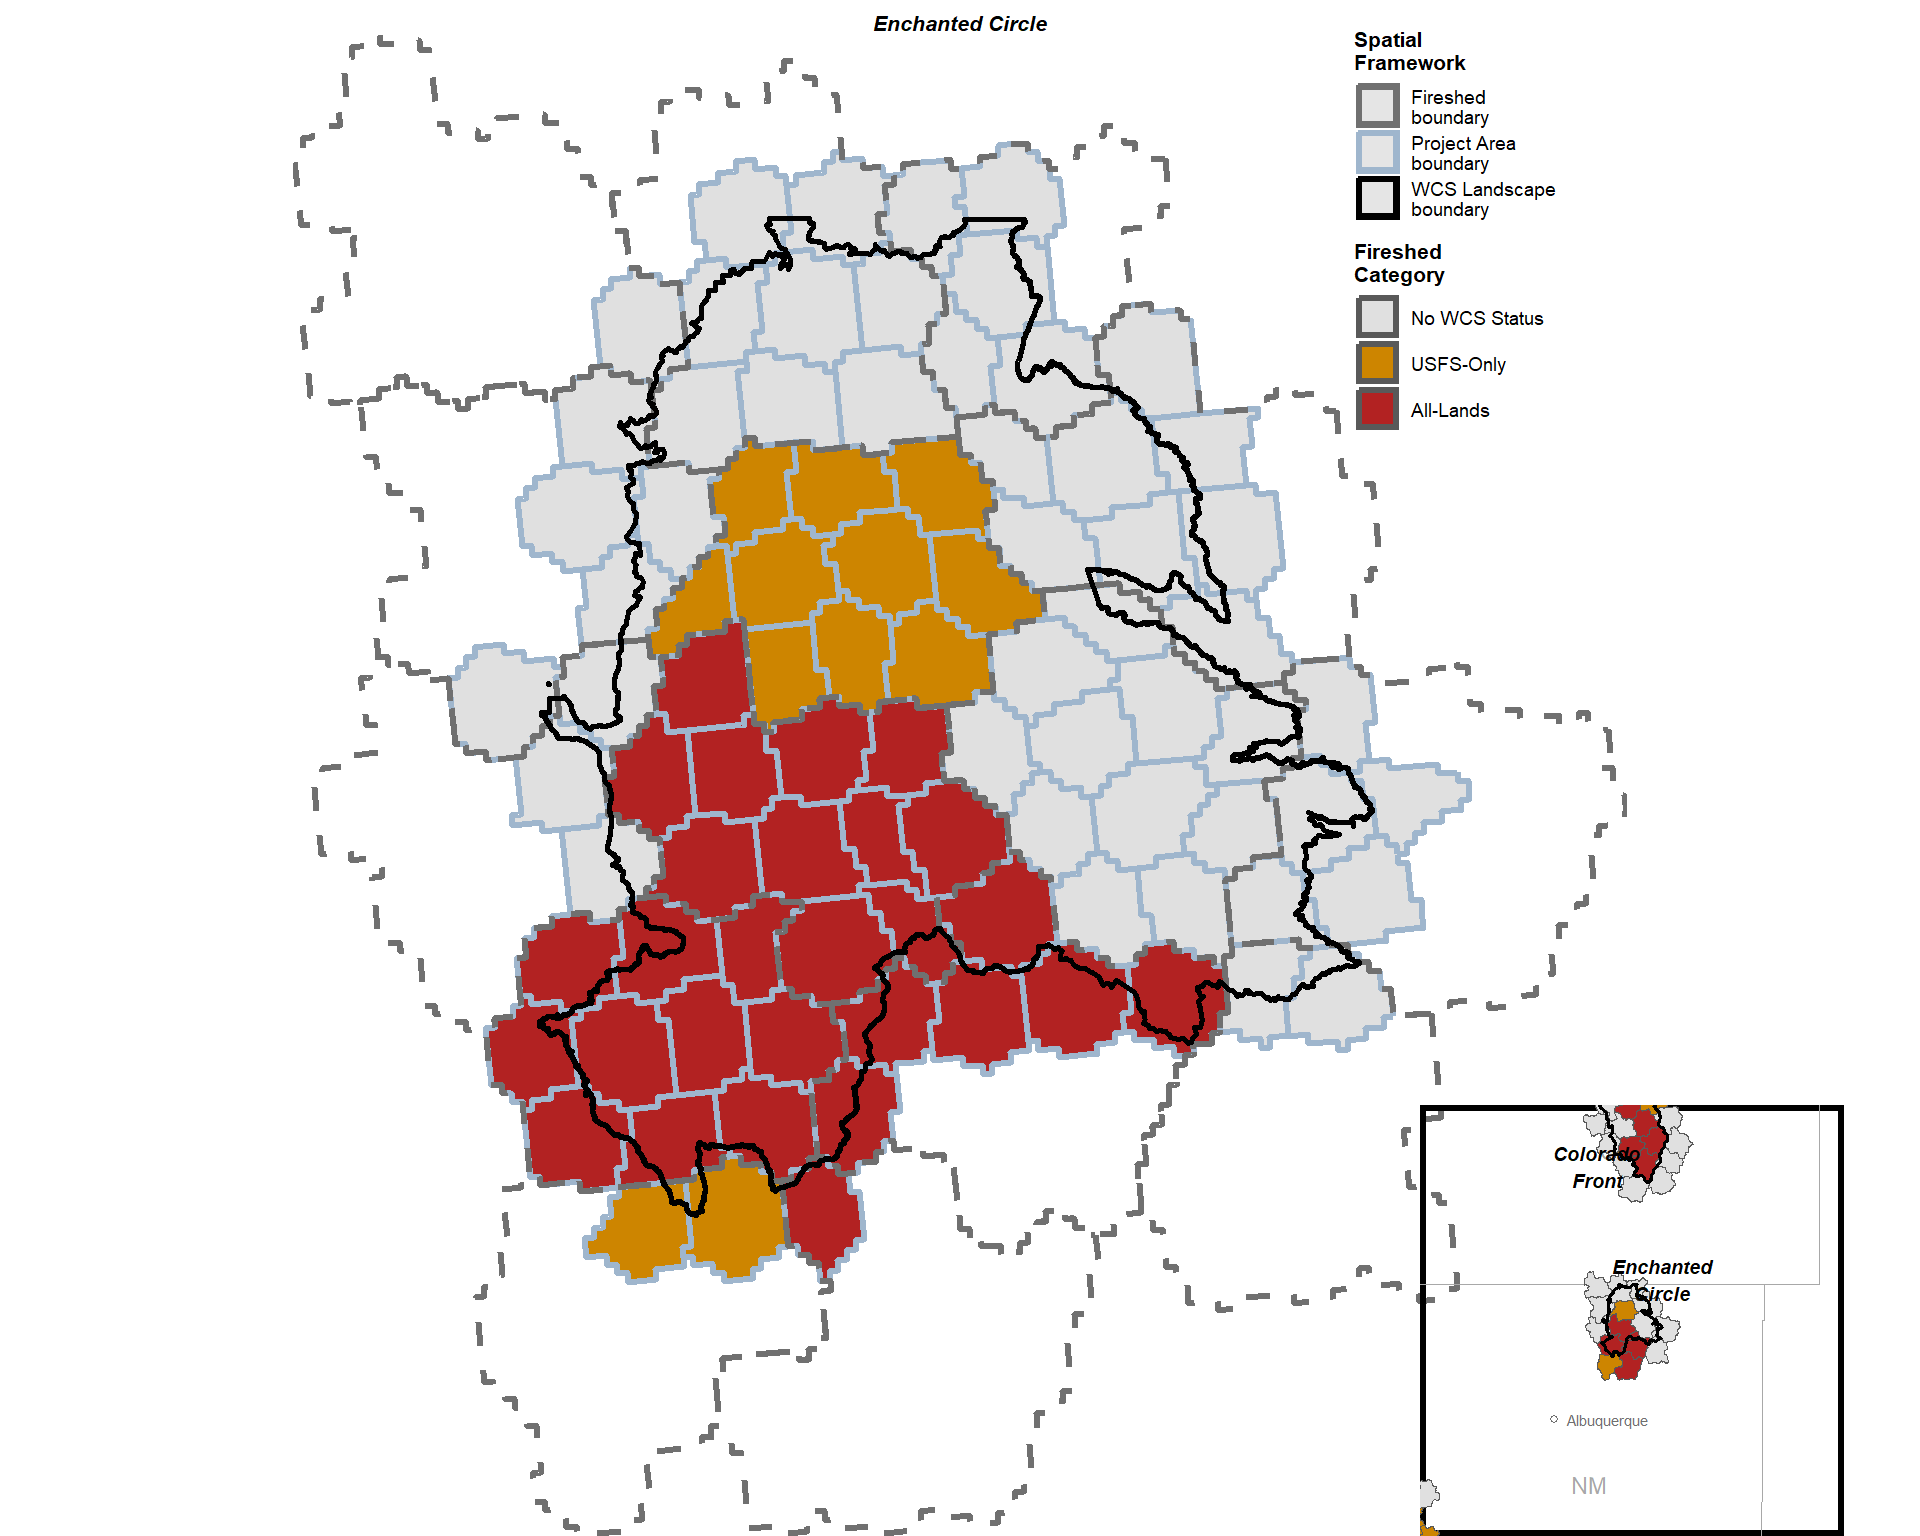 Enchanted Circle
Spatial
Framework
Fireshed
boundary
Project Area
boundary
WCS Landscape
boundary
Fireshed
Category
No WCS Status
USFS-Only
All-Lands
Colorado
Front
Enchanted
Circle
Albuquerque
NM